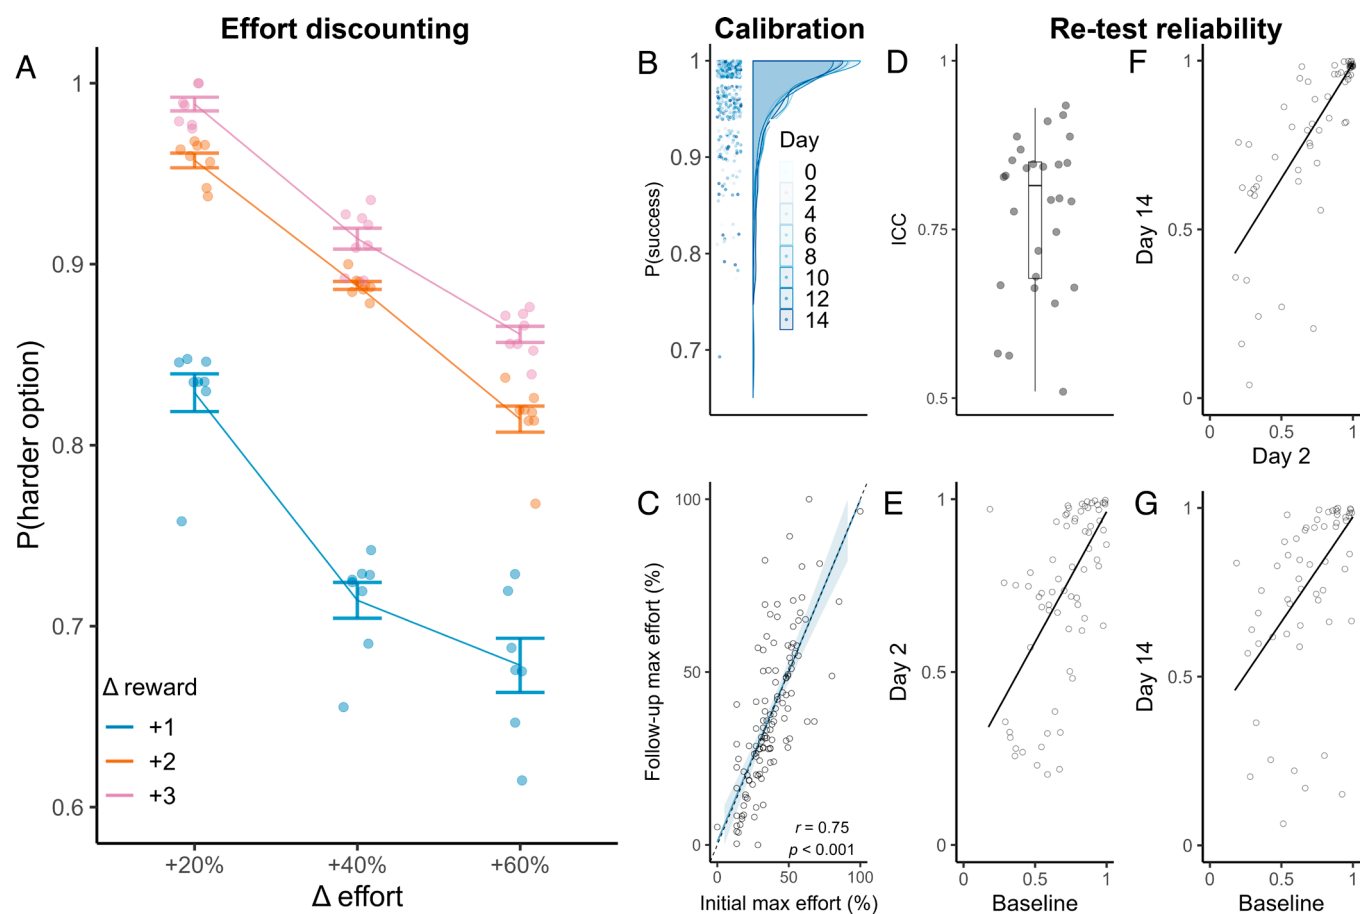 Effort discounting
A
1
0.9
0.8
0.7
0.6
P(harder option)
Δ reward
+1
+2
+3
+20%
+40%
+60%
Δ effort
Calibration
B
1
0.9
0.8
0.7
P(success)
Day
0
2
4
6
8
10
12
14
C
100
50
0
Follow-up max effort (%)
r = 0.75
p < 0.001
0
50
100
Initial max effort (%)
Re-test reliability
D
1
0.75
0.5
ICC
F
1
0.5
0
Day 14
0
0.5
1
Day 2
E
1
0.5
0
Day 2
0
0.5
1
Baseline
G
1
0.5
0
Day 14
0
0.5
1
Baseline